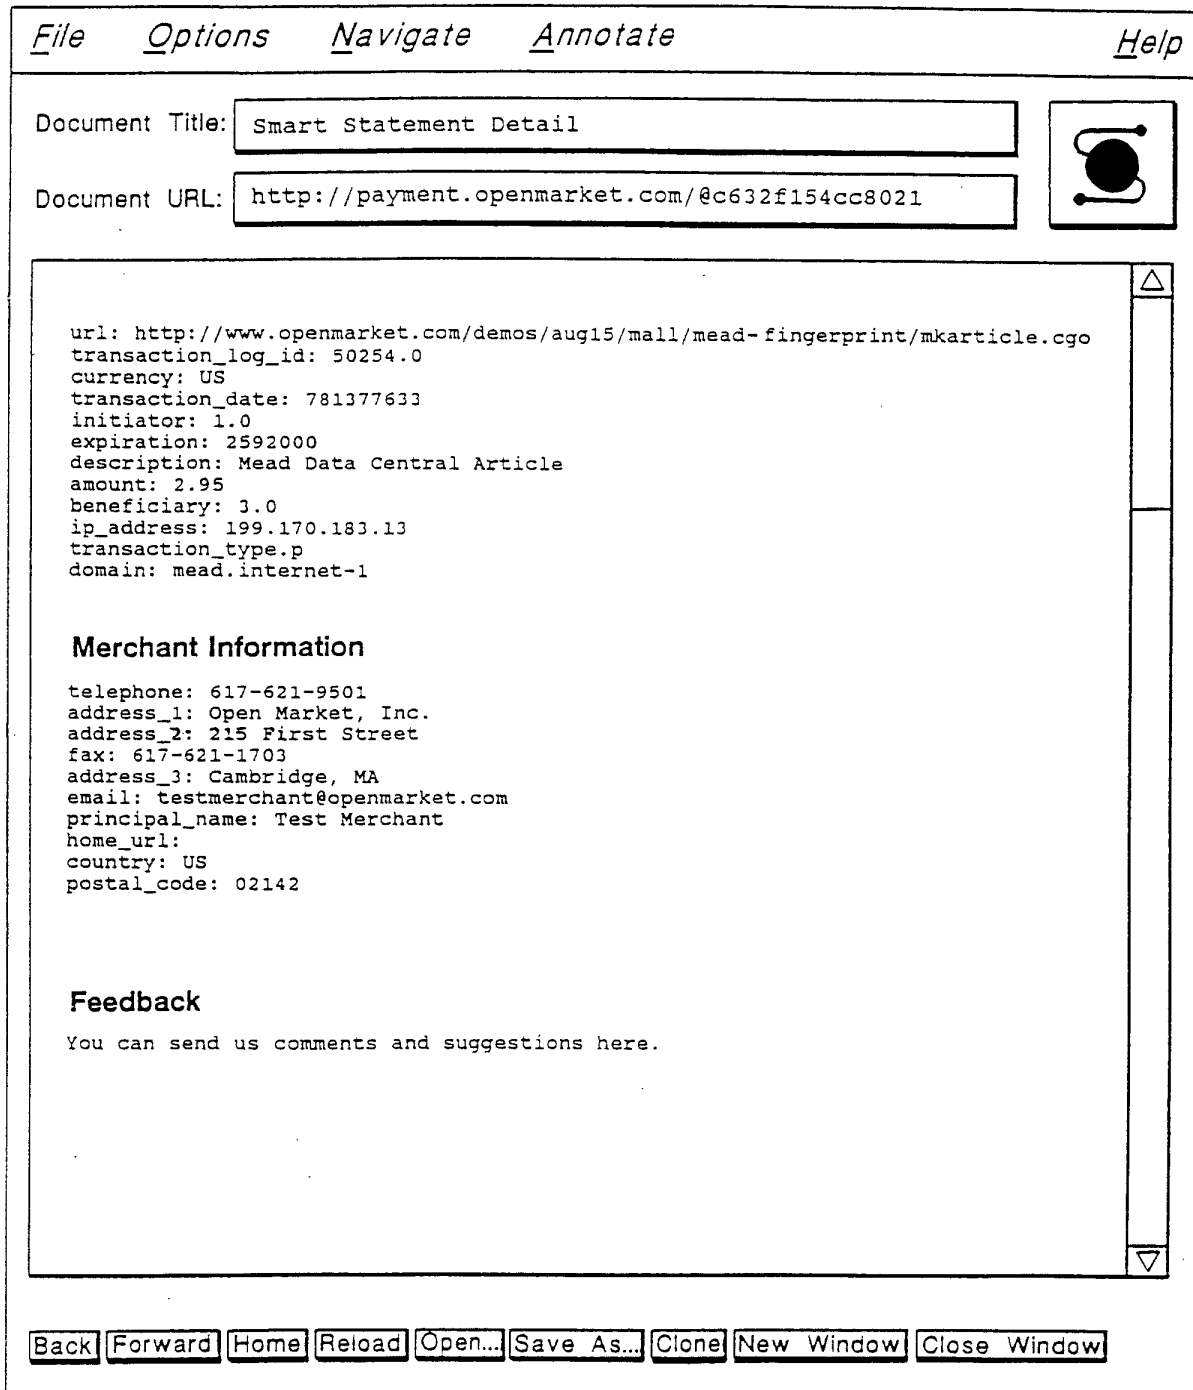 File Options Navigate Annotate Help
Document Title: Smart Statement Detail
Document URL: http://payment.openmarket.com/@c632f154cc8021
url: http://www.openmarket.com/demos/aug15/mall/mead-fingerprint/mkarticle.cgo
transaction_log_id: 50254.0
currency: US
transaction_date: 781377633
initiator: 1.0
expiration: 2592000
description: Mead Data Central Article
amount: 2.95
beneficiary: 3.0
ip_address: 199.170.183.13
transaction_type.p
domain: mead.internet-1
Merchant Information
telephone: 617-621-9501
address_1: Open Market, Inc.
address_2: 215 First Street
fax: 617-621-1703
address_3: Cambridge, MA
email: testmerchant@openmarket.com
principal_name: Test Merchant
home_url:
country: US
postal_code: 02142
Feedback
You can send us comments and suggestions here.
Back Forward Home Reload Open... Save As... Clone New Window Close Window